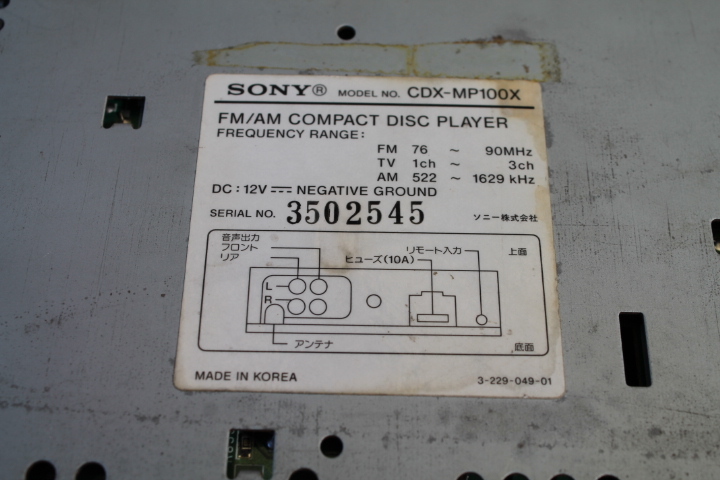 SONY® MODEL NO. CDX-MP100X
FM/AM COMPACT DISC PLAYER
FREQUENCY RANGE:
FM 76 ~ 90MHz
TV 1ch ~ 3ch
AM 522 ~ 1629 kHz
DC : 12V ⎓ NEGATIVE GROUND
SERIAL NO. 3502545 ソニー株式会社
音声出力
フロント
リア
ヒューズ(10A)
リモート入力
上面
L
R
アンテナ
底面
MADE IN KOREA 3-229-049-01